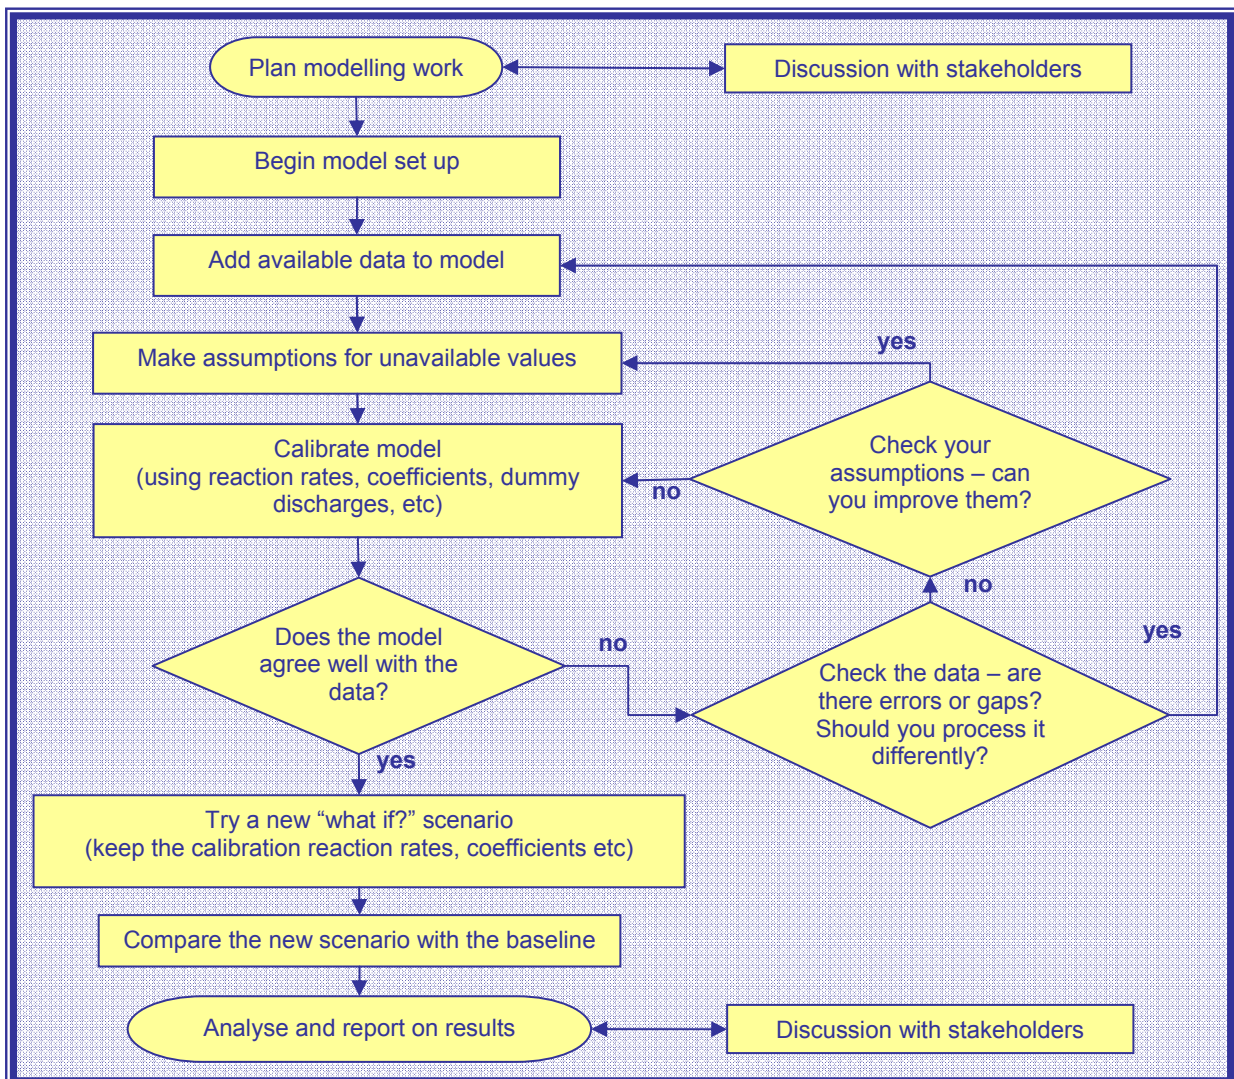 Plan modelling work
Discussion with stakeholders
Begin model set up
Add available data to model
Make assumptions for unavailable values
yes
Calibrate model
(using reaction rates, coefficients, dummy
discharges, etc)
Check your
assumptions – can
you improve them?
no
no
Does the model
agree well with the
data?
no
yes
Check the data – are
there errors or gaps?
Should you process it
differently?
yes
Try a new “what if?” scenario
(keep the calibration reaction rates, coefficients etc)
Compare the new scenario with the baseline
Analyse and report on results
Discussion with stakeholders